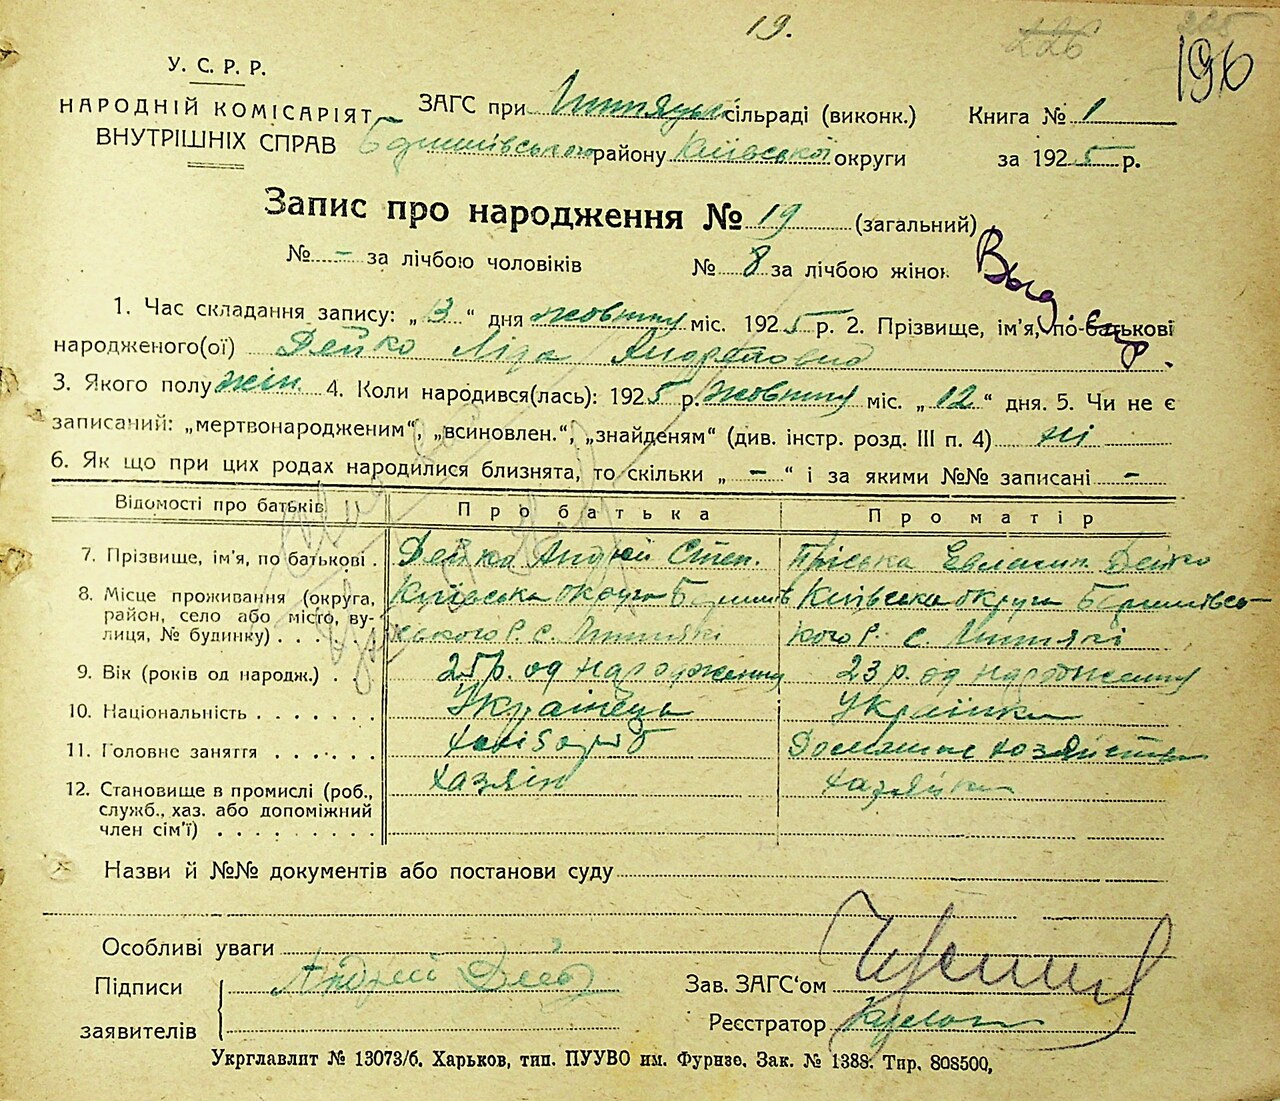 19.
226
196
У. С. Р. Р.
НАРОДНІЙ КОМІСАРІЯТ
ВНУТРІШНІХ СПРАВ
ЗАГС при сільраді (виконк.) Книга № 1
району Київської округи за 1925 р.
Запис про народження № 19 (загальний)
№ - за лічбою чоловіків № 8 за лічбою жінок
1. Час складання запису: „13“ дня жовтня міс. 1925 р. 2. Прізвище, ім'я, по-батькові
народженого(ої) Дейко Ліда Андреевна
3. Якого полу жін. 4. Коли народився(лась): 1925 р. жовтня міс. „12“ дня. 5. Чи не є
записаний: „мертвонародженим“, „всиновлен.“, „знайденям“ (див. інстр. розд. III п. 4) ні
6. Як що при цих родах народилися близнята, то скільки „ - “ і за якими №№ записані -
Відомості про батьків Про батька Про матір
7. Прізвище, ім'я, по батькові . Дейко Андрій Степ. Пріська Дейко
8. Місце проживання (округа, район, село або місто, вулиця, № будинку) . . . Київська округа с. Київська округа с.
9. Вік (років од народж.) . 25 р. од народження 23 р. од народження
10. Національність . . . . . . . Українець Українка
11. Головне заняття . . . . . . хлібороб
12. Становище в промислі (роб., служб., хаз. або допоміжний член сім'ї) . . . . . . . . . хазяїн хазяйка
Назви й №№ документів або постанови суду
Особливі уваги
Підписи Андрей Дейко Зав. ЗАГС'ом
заявителів Реєстратор
Укрглавлит № 13073/б. Харьков, тип. ПУУВО им. Фрунзе. Зак. № 1388. Тир. 808500,